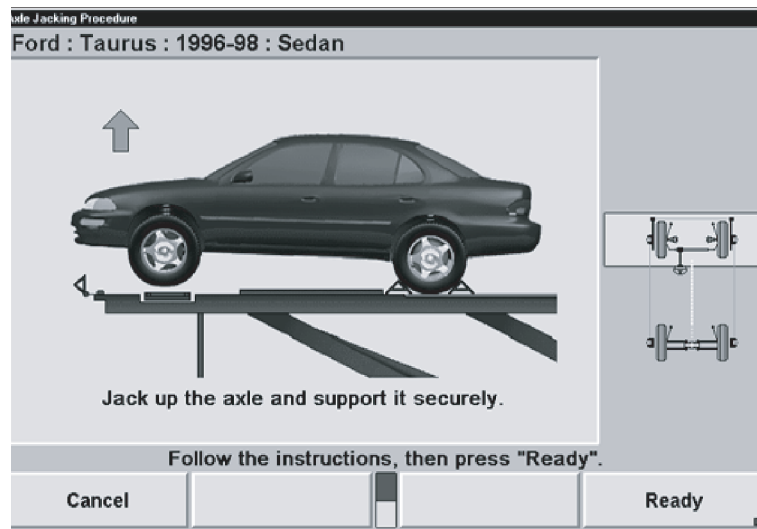 xle Jacking Procedure
Ford : Taurus : 1996-98 : Sedan
Jack up the axle and support it securely.
Follow the instructions, then press "Ready".
Cancel
Ready